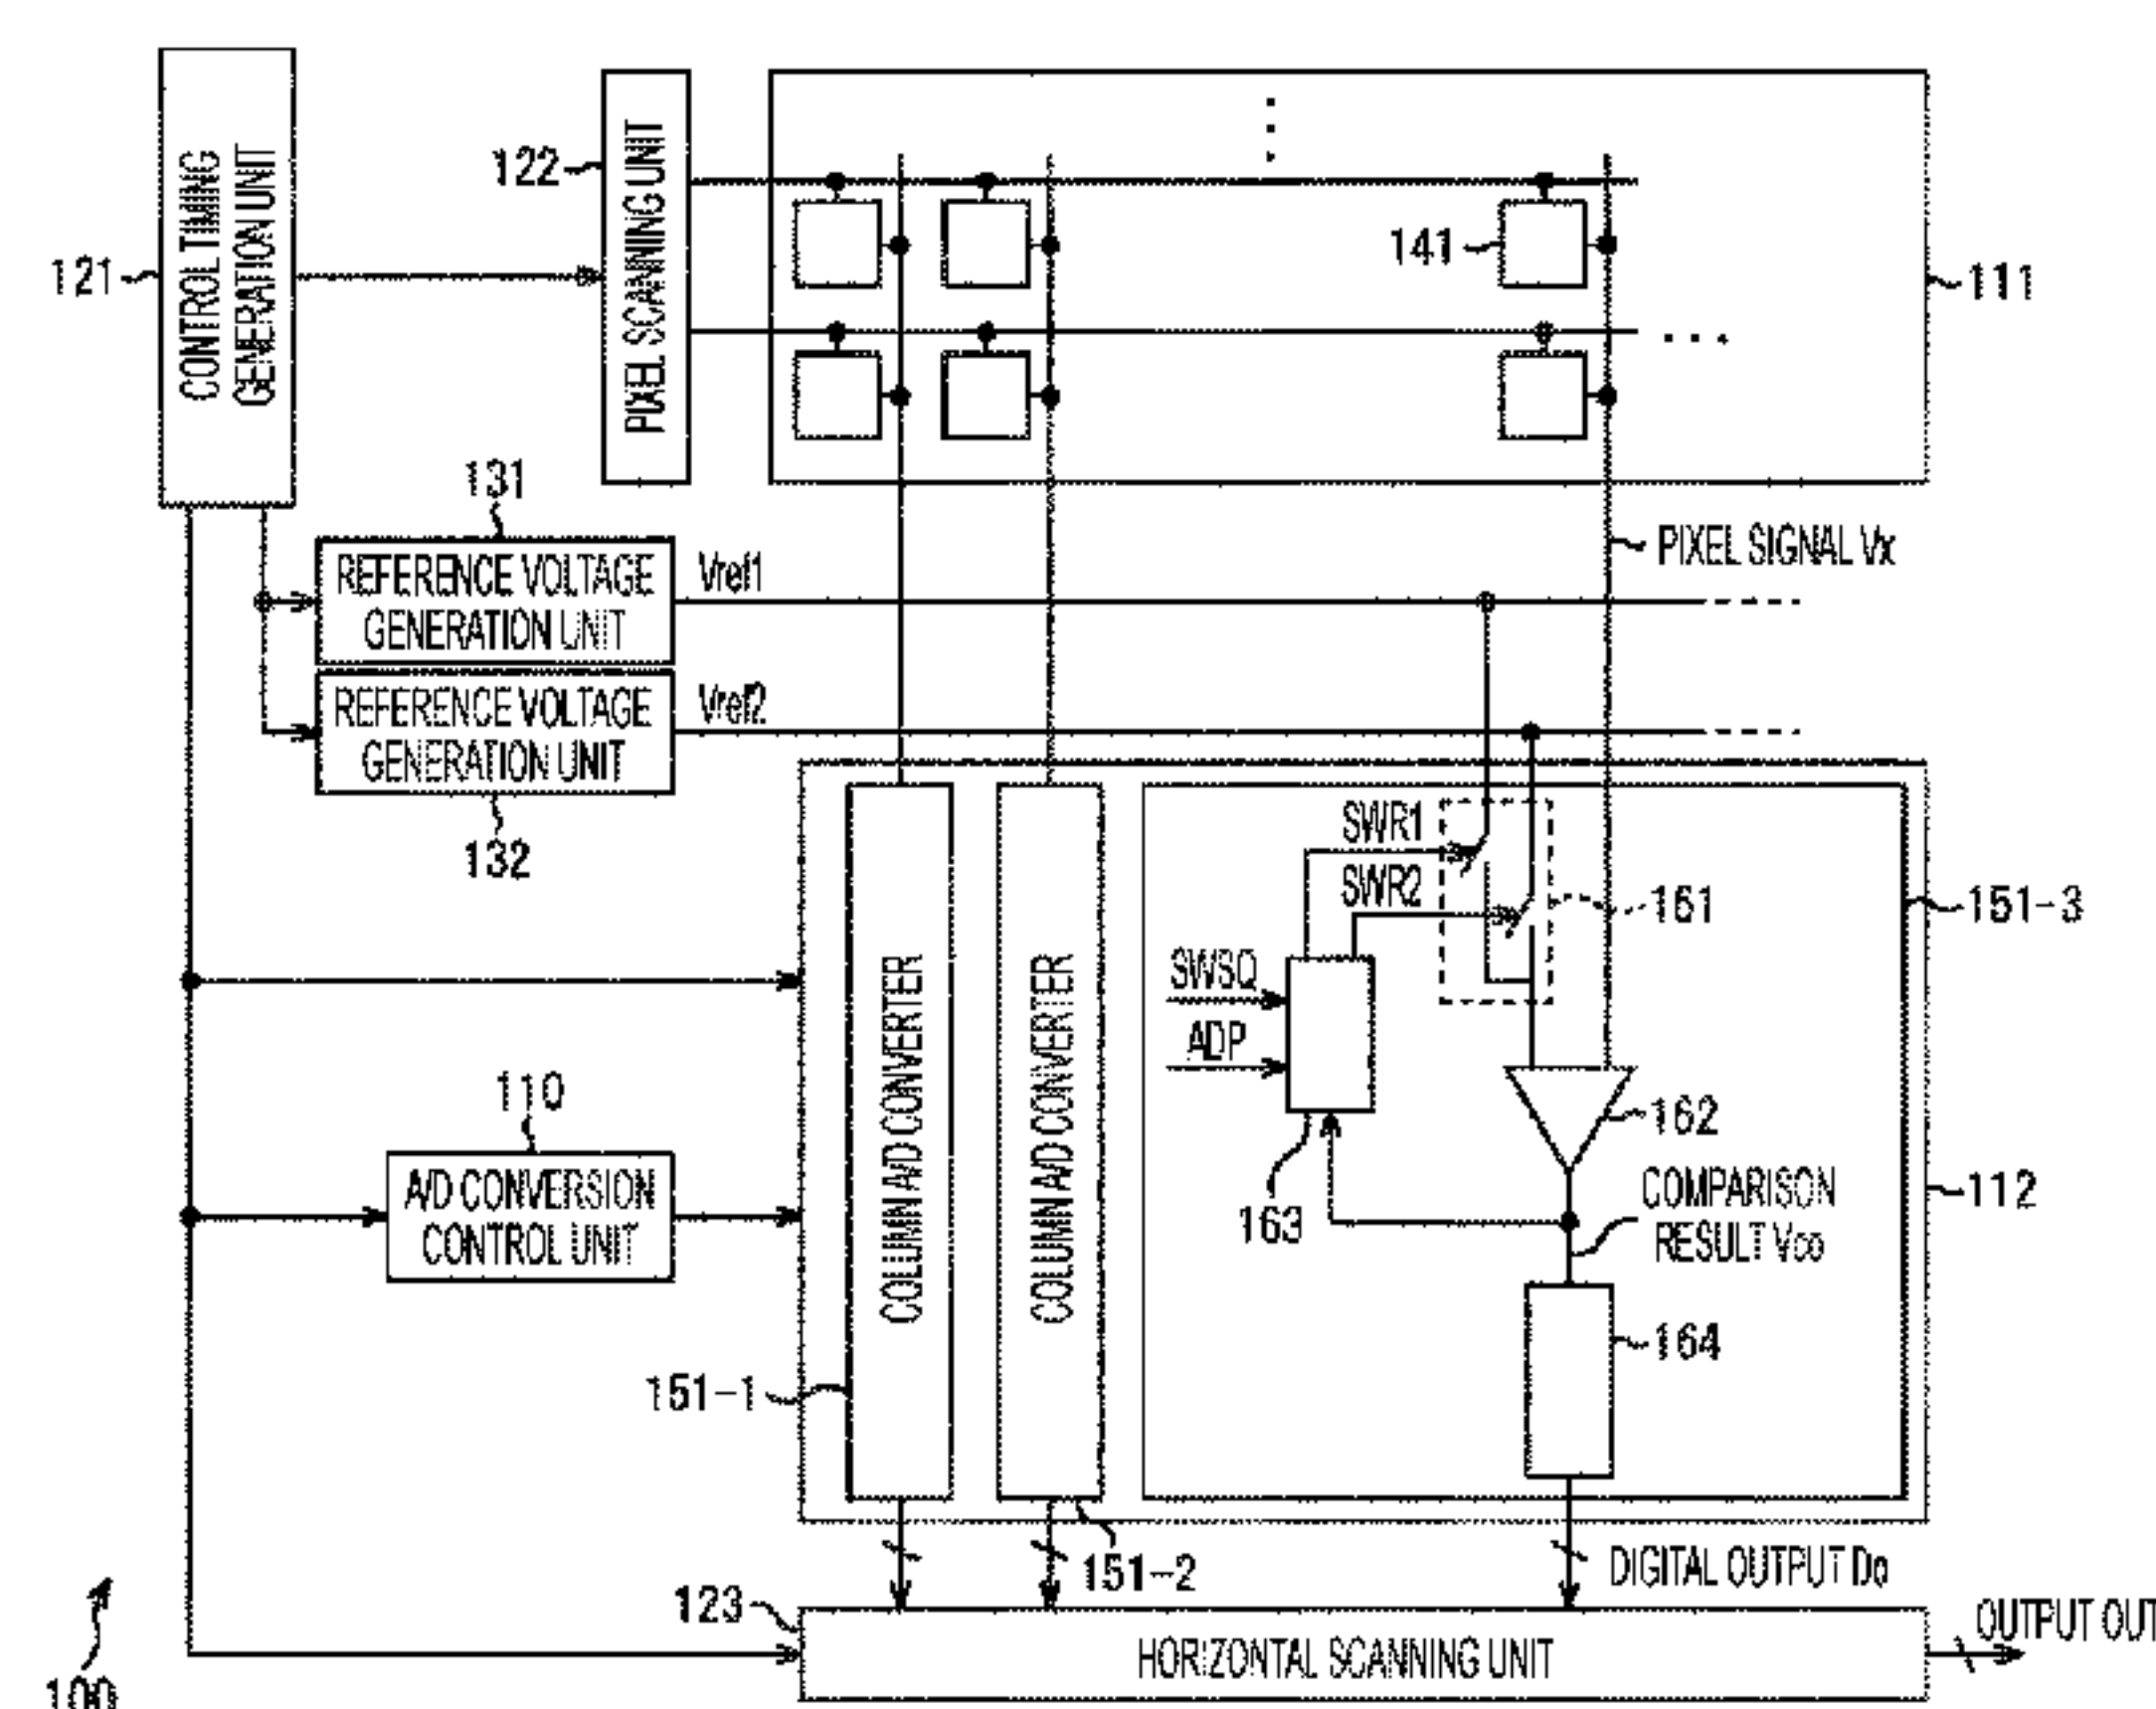 121
CONTROL TIMING
GENERATION UNIT
122
PIXEL SCANNING UNIT
141
111
131
REFERENCE VOLTAGE
GENERATION UNIT
Vref1
PIXEL SIGNAL Vx
REFERENCE VOLTAGE
GENERATION UNIT
Vref2
132
SWR1
SWR2
161
151-3
SWSQ
ADP
163
162
COMPARISON
RESULT Vco
112
164
110
A/D CONVERSION
CONTROL UNIT
COLUMN A/D CONVERTER
COLUMN A/D CONVERTER
151-1
151-2
DIGITAL OUTPUT Do
123
HORIZONTAL SCANNING UNIT
OUTPUT OUT
100